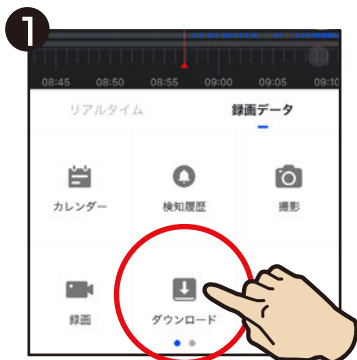 1
08:45 08:50 08:55 09:00 09:05 09:10
リアルタイム 録画データ
カレンダー 検知履歴 撮影
録画 ダウンロード